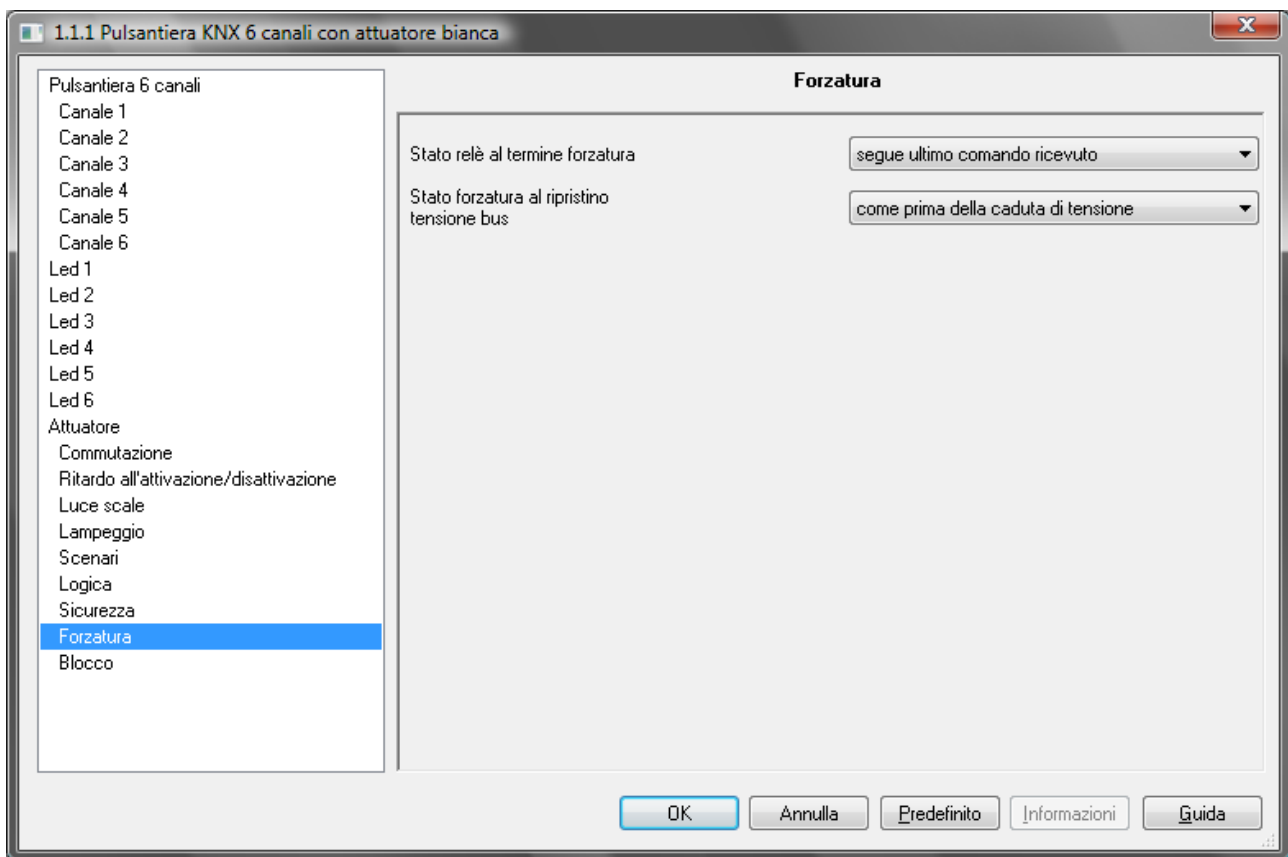 1.1.1 Pulsantiera KNX 6 canali con attuatore bianca
Pulsantiera 6 canali
Canale 1
Canale 2
Canale 3
Canale 4
Canale 5
Canale 6
Led 1
Led 2
Led 3
Led 4
Led 5
Led 6
Attuatore
Commutazione
Ritardo all'attivazione/disattivazione
Luce scale
Lampeggio
Scenari
Logica
Sicurezza
Forzatura
Blocco
Forzatura
Stato relè al termine forzatura
segue ultimo comando ricevuto
Stato forzatura al ripristino
tensione bus
come prima della caduta di tensione
OK
Annulla
Predefinito
Informazioni
Guida